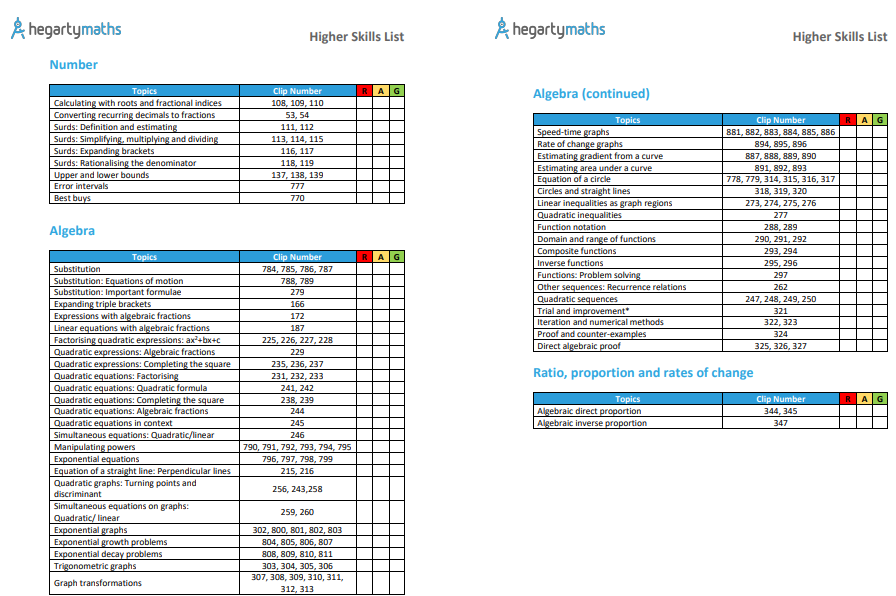 hegartymaths
Higher Skills List
Number
Topics Clip Number R A G
Calculating with roots and fractional indices 108, 109, 110
Converting recurring decimals to fractions 53, 54
Surds: Definition and estimating 111, 112
Surds: Simplifying, multiplying and dividing 113, 114, 115
Surds: Expanding brackets 116, 117
Surds: Rationalising the denominator 118, 119
Upper and lower bounds 137, 138, 139
Error intervals 777
Best buys 770
Algebra
Topics Clip Number R A G
Substitution 784, 785, 786, 787
Substitution: Equations of motion 788, 789
Substitution: Important formulae 279
Expanding triple brackets 166
Expressions with algebraic fractions 172
Linear equations with algebraic fractions 187
Factorising quadratic expressions: ax²+bx+c 225, 226, 227, 228
Quadratic expressions: Algebraic fractions 229
Quadratic expressions: Completing the square 235, 236, 237
Quadratic equations: Factorising 231, 232, 233
Quadratic equations: Quadratic formula 241, 242
Quadratic equations: Completing the square 238, 239
Quadratic equations: Algebraic fractions 244
Quadratic equations in context 245
Simultaneous equations: Quadratic/linear 246
Manipulating powers 790, 791, 792, 793, 794, 795
Exponential equations 796, 797, 798, 799
Equation of a straight line: Perpendicular lines 215, 216
Quadratic graphs: Turning points and
discriminant 256, 243,258
Simultaneous equations on graphs:
Quadratic/ linear 259, 260
Exponential graphs 302, 800, 801, 802, 803
Exponential growth problems 804, 805, 806, 807
Exponential decay problems 808, 809, 810, 811
Trigonometric graphs 303, 304, 305, 306
Graph transformations 307, 308, 309, 310, 311,
312, 313
hegartymaths
Higher Skills List
Algebra (continued)
Topics Clip Number R A G
Speed-time graphs 881, 882, 883, 884, 885, 886
Rate of change graphs 894, 895, 896
Estimating gradient from a curve 887, 888, 889, 890
Estimating area under a curve 891, 892, 893
Equation of a circle 778, 779, 314, 315, 316, 317
Circles and straight lines 318, 319, 320
Linear inequalities as graph regions 273, 274, 275, 276
Quadratic inequalities 277
Function notation 288, 289
Domain and range of functions 290, 291, 292
Composite functions 293, 294
Inverse functions 295, 296
Functions: Problem solving 297
Other sequences: Recurrence relations 262
Quadratic sequences 247, 248, 249, 250
Trial and improvement* 321
Iteration and numerical methods 322, 323
Proof and counter-examples 324
Direct algebraic proof 325, 326, 327
Ratio, proportion and rates of change
Topics Clip Number R A G
Algebraic direct proportion 344, 345
Algebraic inverse proportion 347